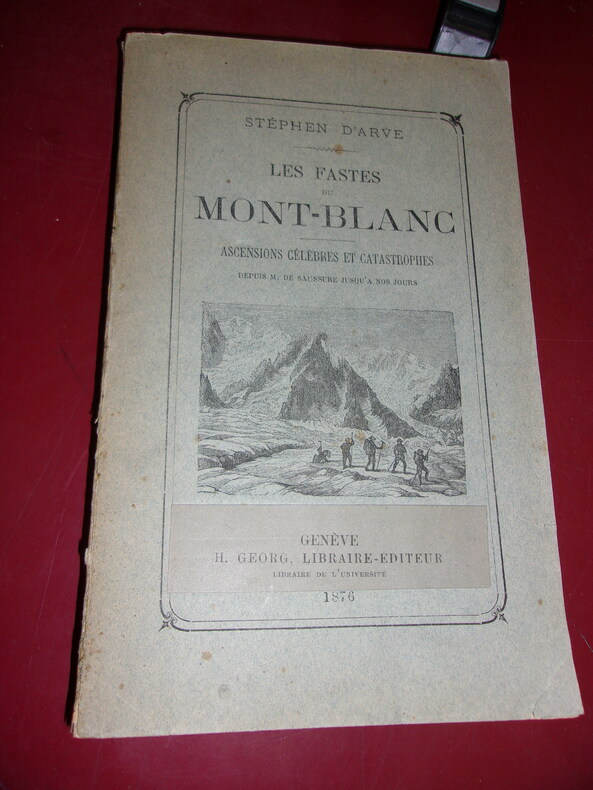 STÉPHEN D'ARVE
LES FASTES
DU
MONT-BLANC
ASCENSIONS CÉLÈBRES ET CATASTROPHES
DEPUIS M. DE SAUSSURE JUSQU'A NOS JOURS
GENÈVE
H. GEORG, LIBRAIRE-EDITEUR
LIBRAIRE DE L'UNIVERSITÉ
1876